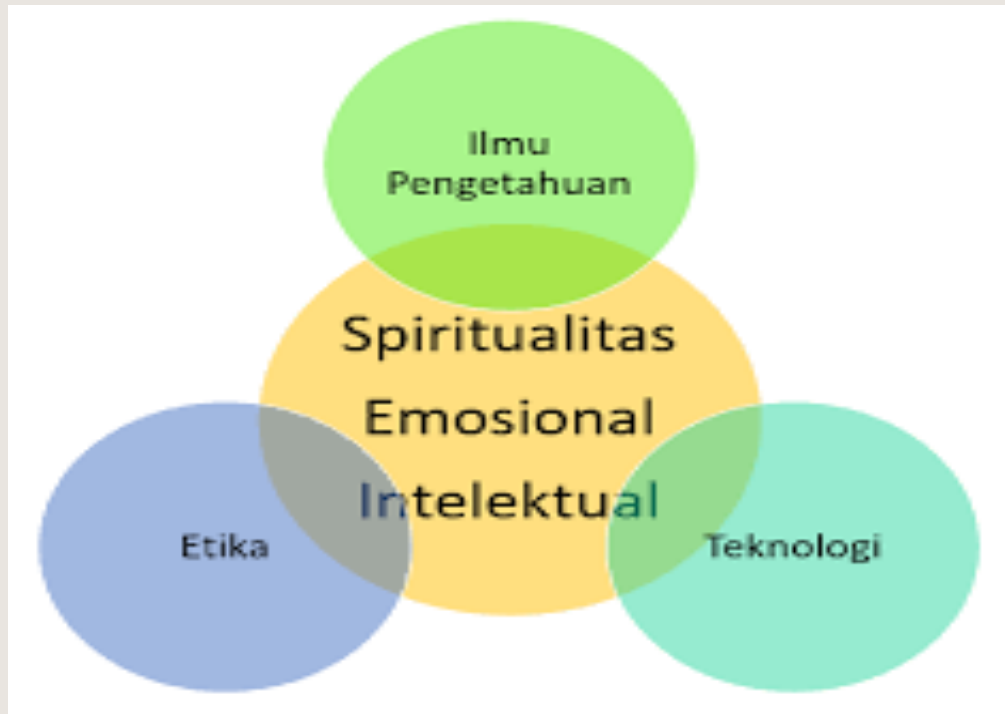 Ilmu
Pengetahuan
Spiritualitas
Emosional
Intelektual
Etika
Teknologi